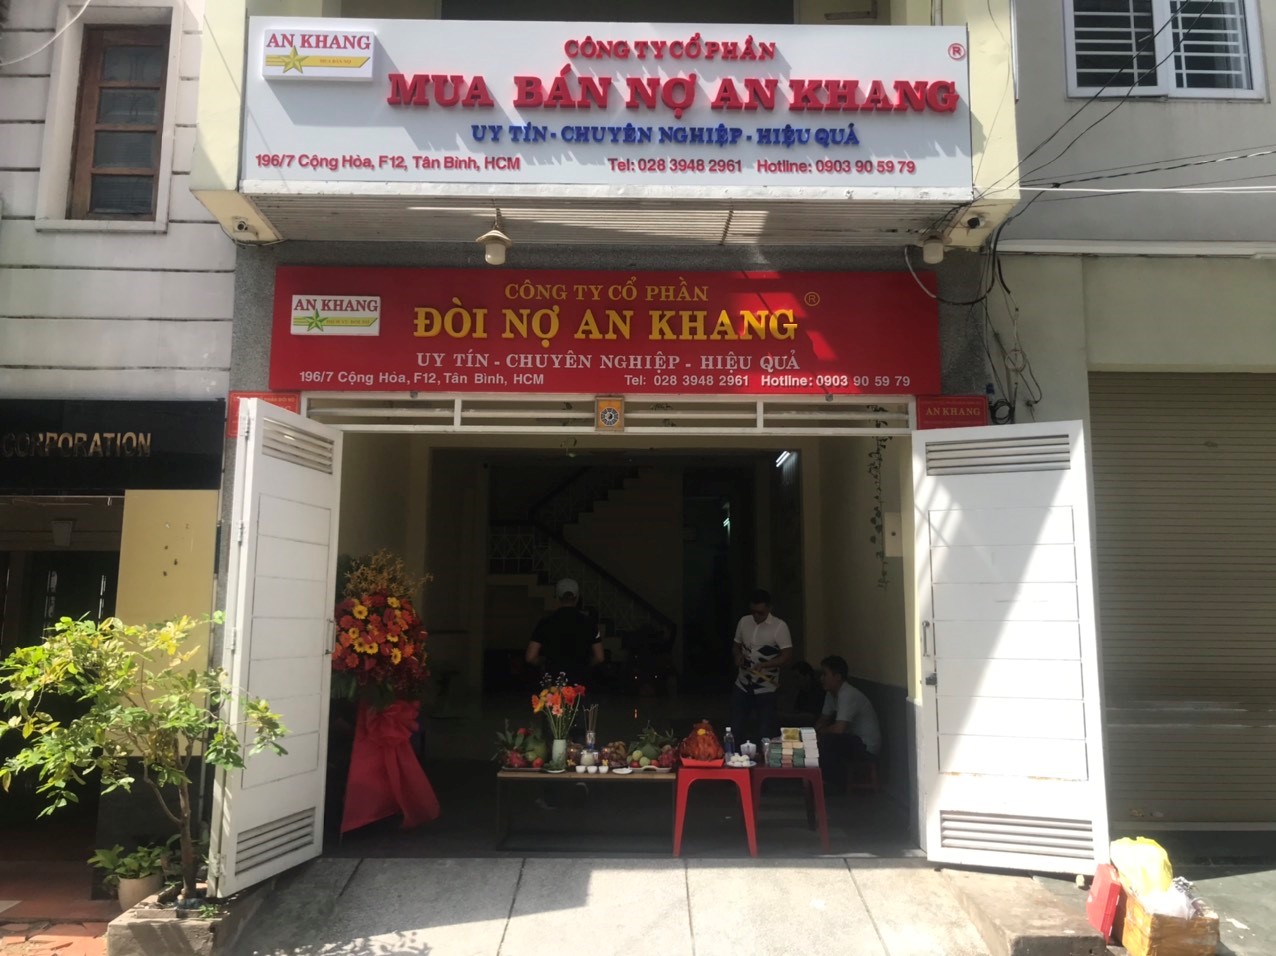 AN KHANG
CÔNG TY CỔ PHẦN
®
MUA BÁN NỢ AN KHANG
UY TÍN - CHUYÊN NGHIỆP - HIỆU QUẢ
196/7 Cộng Hòa, F12, Tân Bình, HCM
Tel: 028 3948 2961 Hotline: 0903 90 59 79
AN KHANG
CÔNG TY CỔ PHẦN
®
ĐÒI NỢ AN KHANG
UY TÍN - CHUYÊN NGHIỆP - HIỆU QUẢ
196/7 Cộng Hòa, F12, Tân Bình, HCM
Tel: 028 3948 2961 Hotline: 0903 90 59 79
AN KHANG
CORPORATION